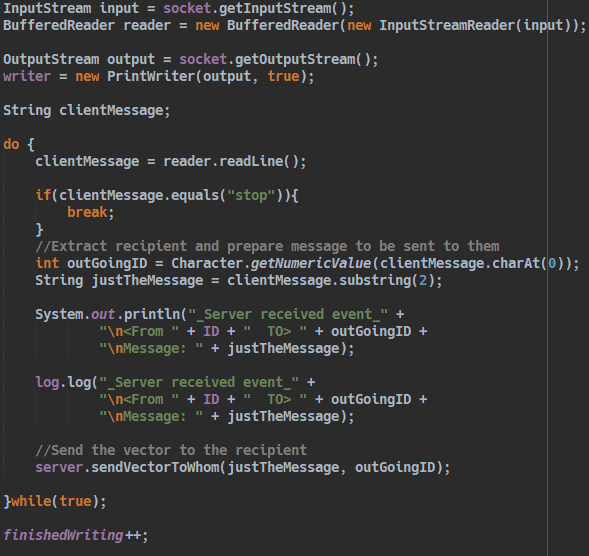 InputStream input = socket.getInputStream();
BufferedReader reader = new BufferedReader(new InputStreamReader(input));

OutputStream output = socket.getOutputStream();
writer = new PrintWriter(output, true);

String clientMessage;

do {
    clientMessage = reader.readLine();

    if(clientMessage.equals("stop")){
        break;
    }
    //Extract recipient and prepare message to be sent to them
    int outGoingID = Character.getNumericValue(clientMessage.charAt(0));
    String justTheMessage = clientMessage.substring(2);

    System.out.println("_Server received event_" +
            "\n<From " + ID + "  TO> " + outGoingID +
            "\nMessage: " + justTheMessage);

    log.log("_Server received event_" +
            "\n<From " + ID + "  TO> " + outGoingID +
            "\nMessage: " + justTheMessage);

    //Send the vector to the recipient
    server.sendVectorToWhom(justTheMessage, outGoingID);

}while(true);

finishedWriting++;